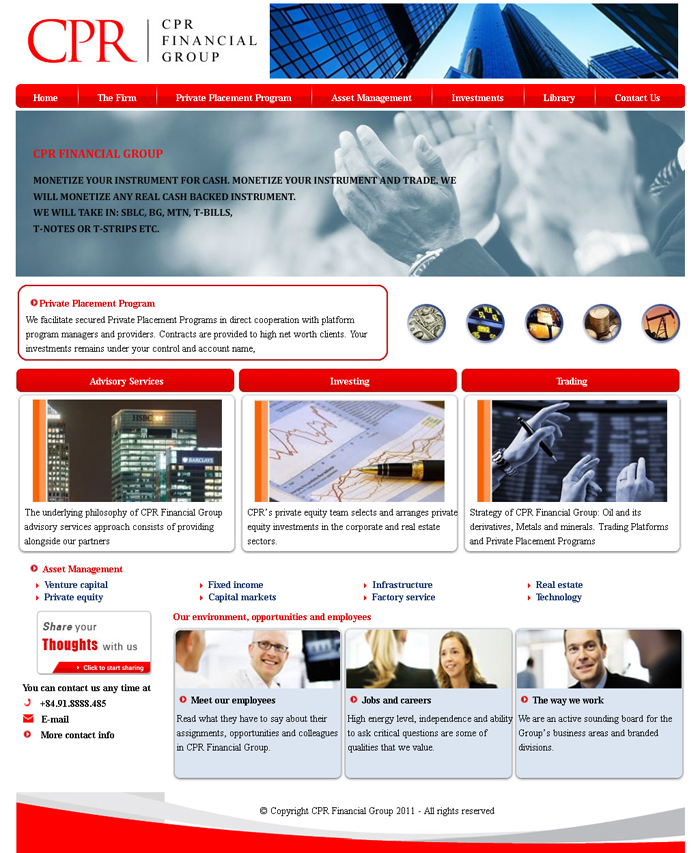 CPR
CPR
FINANCIAL
GROUP
Home
The Firm
Private Placement Program
Asset Management
Investments
Library
Contact Us
CPR FINANCIAL GROUP
MONETIZE YOUR INSTRUMENT FOR CASH. MONETIZE YOUR INSTRUMENT AND TRADE. WE
WILL MONETIZE ANY REAL CASH BACKED INSTRUMENT.
WE WILL TAKE IN: SBLC, BG, MTN, T-BILLS,
T-NOTES OR T-STRIPS ETC.
Private Placement Program
We facilitate secured Private Placement Programs in direct cooperation with platform
program managers and providers. Contracts are provided to high net worth clients. Your
investments remains under your control and account name,
Advisory Services
Investing
Trading
HSBC
BARCLAYS
The underlying philosophy of CPR Financial Group
advisory services approach consists of providing
alongside our partners
CPR's private equity team selects and arranges private
equity investments in the corporate and real estate
sectors.
Strategy of CPR Financial Group: Oil and its
derivatives, Metals and minerals. Trading Platforms
and Private Placement Programs
Asset Management
Venture capital
Fixed income
Infrastructure
Real estate
Private equity
Capital markets
Factory service
Technology
Share your
Thoughts with us
Click to start sharing
You can contact us any time at
+84.91.8888.485
E-mail
More contact info
Our environment, opportunities and employees
Meet our employees
Read what they have to say about their
assignments, opportunities and colleagues
in CPR Financial Group.
Jobs and careers
High energy level, independence and ability
to ask critical questions are some of
qualities that we value.
The way we work
We are an active sounding board for the
Group's business areas and branded
divisions.
© Copyright CPR Financial Group 2011 - All rights reserved